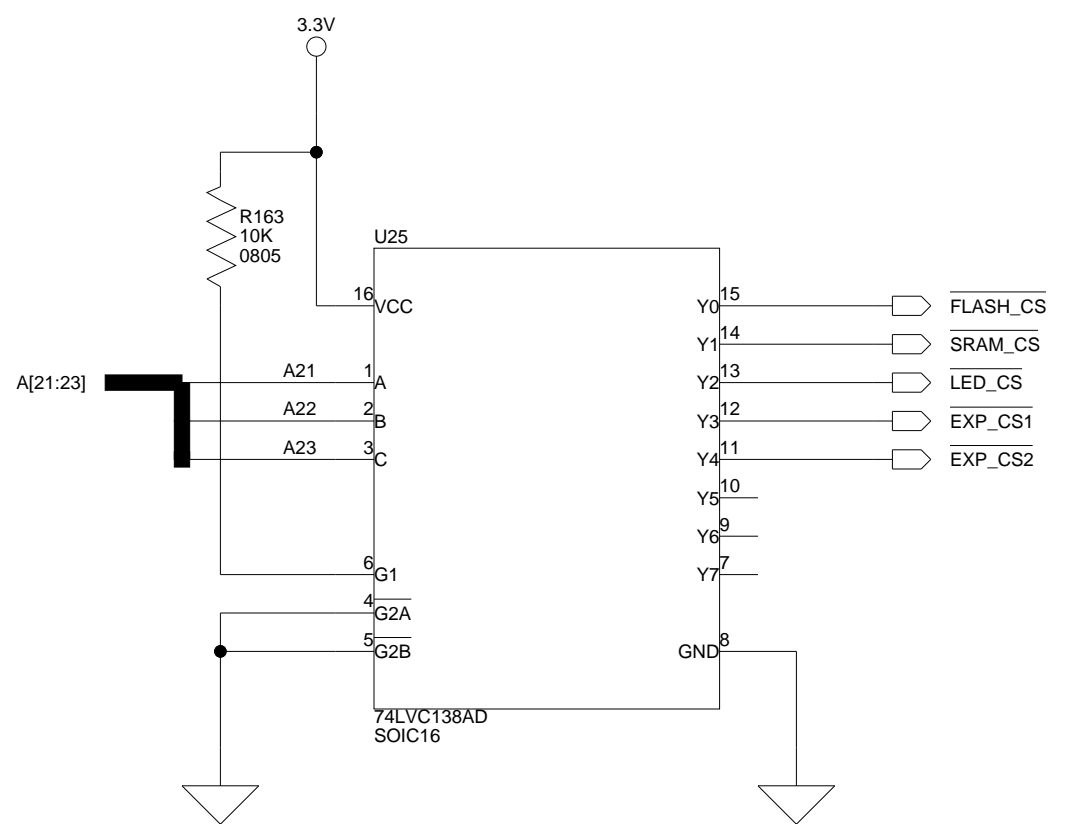 3.3V
R163
10K
0805
U25
16
VCC
Y0
15
FLASH_CS
Y1
14
SRAM_CS
A[21:23]
A21
1
A
Y2
13
LED_CS
A22
2
B
Y3
12
EXP_CS1
A23
3
C
Y4
11
EXP_CS2
Y5
10
Y6
9
6
G1
Y7
7
4
G2A
5
G2B
GND
8
74LVC138AD
SOIC16